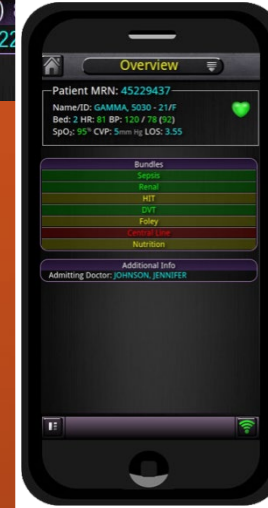 Overview
Patient MRN: 45229437
Name/ID: GAMMA, 5030 - 21/F
Bed: 2 HR: 81 BP: 120 / 78 (92)
SpO₂: 95% CVP: 5mm Hg LOS: 3.55
Bundles
Sepsis
Renal
HIT
DVT
Foley
Central Line
Nutrition
Additional Info
Admitting Doctor: JOHNSON, JENNIFER